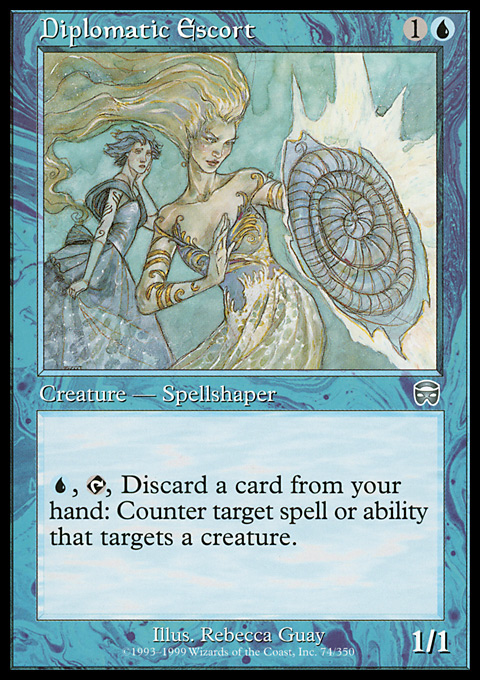 Diplomatic Escort 1
Creature — Spellshaper
, , Discard a card from your
hand: Counter target spell or ability
that targets a creature.
Illus. Rebecca Guay
©1993-1999 Wizards of the Coast, Inc. 74/350
1/1